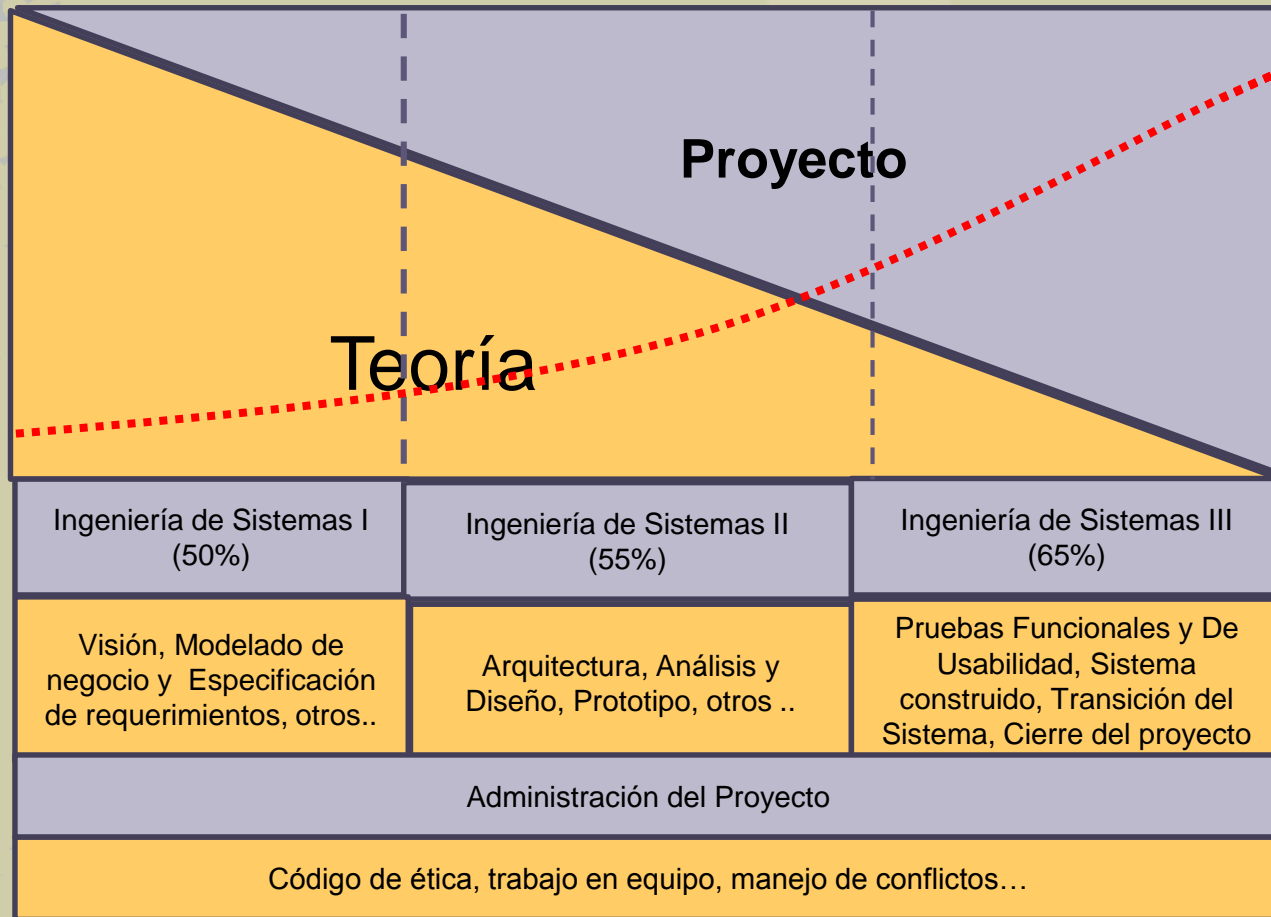 Proyecto
Teoría
Ingeniería de Sistemas I
(50%)
Ingeniería de Sistemas II
(55%)
Ingeniería de Sistemas III
(65%)
Visión, Modelado de
negocio y Especificación
de requerimientos, otros..
Arquitectura, Análisis y
Diseño, Prototipo, otros ..
Pruebas Funcionales y De
Usabilidad, Sistema
construido, Transición del
Sistema, Cierre del proyecto
Administración del Proyecto
Código de ética, trabajo en equipo, manejo de conflictos…